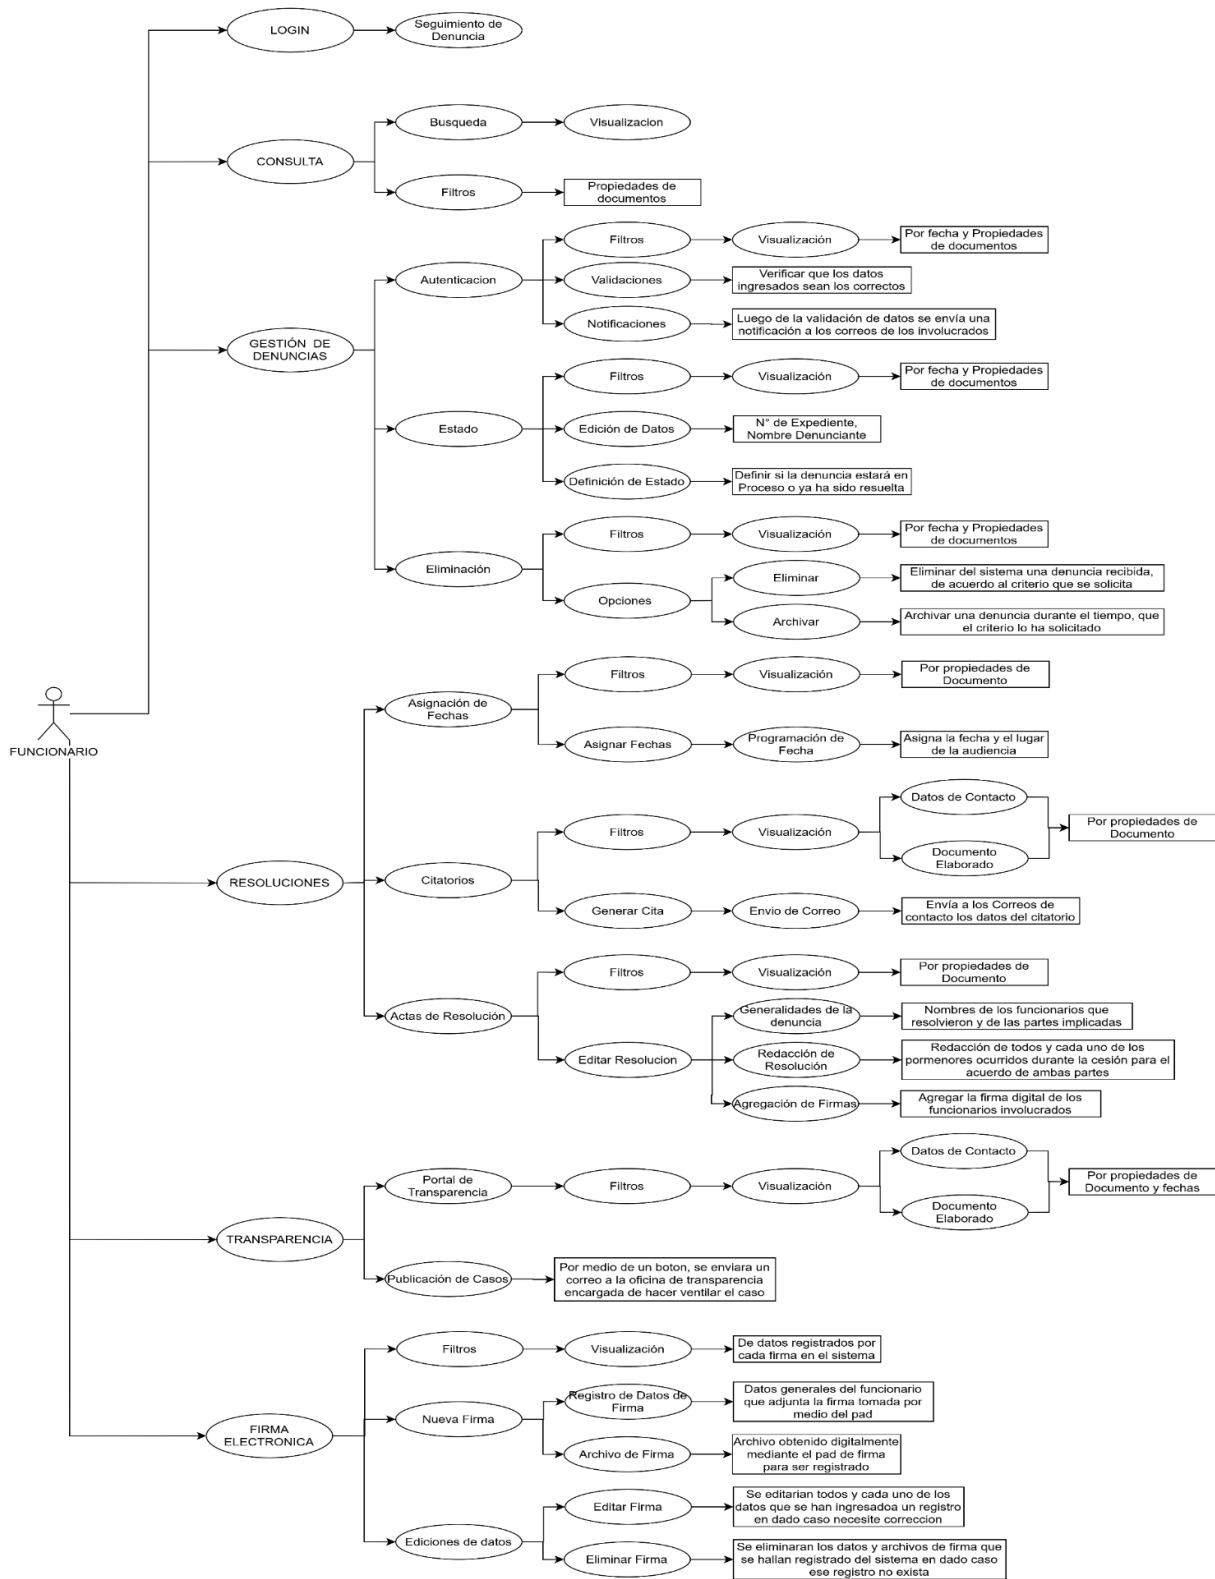 LOGIN
Seguimiento de
Denuncia
CONSULTA
Busqueda
Visualizacion
Filtros
Propiedades de
documentos
GESTIÓN DE
DENUNCIAS
Autenticacion
Filtros
Visualización
Por fecha y Propiedades
de documentos
Validaciones
Verificar que los datos
ingresados sean los correctos
Notificaciones
Luego de la validación de datos se envía una
notificación a los correos de los involucrados
Estado
Filtros
Visualización
Por fecha y Propiedades
de documentos
Edición de Datos
N° de Expediente,
Nombre Denunciante
Definición de Estado
Definir si la denuncia estará en
Proceso o ya ha sido resuelta
Eliminación
Filtros
Visualización
Por fecha y Propiedades
de documentos
Opciones
Eliminar
Eliminar del sistema una denuncia recibida,
de acuerdo al criterio que se solicita
Archivar
Archivar una denuncia durante el tiempo, que
el criterio lo ha solicitado
FUNCIONARIO
RESOLUCIONES
Asignación de
Fechas
Filtros
Visualización
Por propiedades de
Documento
Asignar Fechas
Programación de
Fecha
Asigna la fecha y el lugar
de la audiencia
Citatorios
Filtros
Visualización
Datos de Contacto
Documento
Elaborado
Por propiedades de
Documento
Generar Cita
Envio de Correo
Envía a los Correos de
contacto los datos del citatorio
Actas de Resolución
Filtros
Visualización
Por propiedades de
Documento
Editar Resolucion
Generalidades de la
denuncia
Nombres de los funcionarios que
resolvieron y de las partes implicadas
Redacción de
Resolución
Redacción de todos y cada uno de los
pormenores ocurridos durante la cesión para el
acuerdo de ambas partes
Agregación de Firmas
Agregar la firma digital de los
funcionarios involucrados
TRANSPARENCIA
Portal de
Transparencia
Filtros
Visualización
Datos de Contacto
Documento
Elaborado
Por propiedades de
Documento y fechas
Publicación de Casos
Por medio de un boton, se enviara un
correo a la oficina de transparencia
encargada de hacer ventilar el caso
FIRMA
ELECTRONICA
Filtros
Visualización
De datos registrados por
cada firma en el sistema
Nueva Firma
Registro de Datos de
Firma
Datos generales del funcionario
que adjunta la firma tomada por
medio del pad
Archivo de Firma
Archivo obtenido digitalmente
mediante el pad de firma
para ser registrado
Ediciones de datos
Editar Firma
Se editarian todos y cada uno de los
datos que se han ingresadoa un registro
en dado caso necesite correccion
Eliminar Firma
Se eliminaran los datos y archivos de firma que
se hallan registrado del sistema en dado caso
ese registro no exista